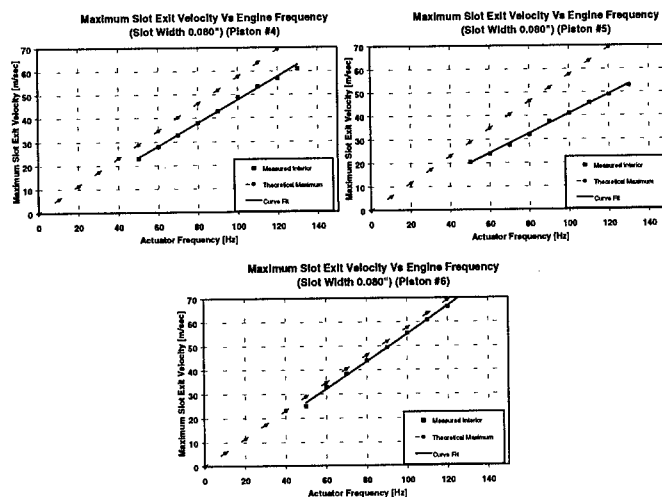 Maximum Slot Exit Velocity Vs Engine Frequency
(Slot Width 0.080") (Piston #4)
Maximum Slot Exit Velocity [m/sec]
70
60
50
40
30
20
10
0
0 20 40 60 80 100 120 140
Actuator Frequency [Hz]
Measured Interior
Theoretical Maximum
Curve Fit
Maximum Slot Exit Velocity Vs Engine Frequency
(Slot Width 0.080") (Piston #5)
Maximum Slot Exit Velocity [m/sec]
70
60
50
40
30
20
10
0
0 20 40 60 80 100 120 140
Actuator Frequency [Hz]
Measured Interior
Theoretical Maximum
Curve Fit
Maximum Slot Exit Velocity Vs Engine Frequency
(Slot Width 0.080") (Piston #6)
Maximum Slot Exit Velocity [m/sec]
70
60
50
40
30
20
10
0
0 20 40 60 80 100 120 140
Actuator Frequency [Hz]
Measured Interior
Theoretical Maximum
Curve Fit